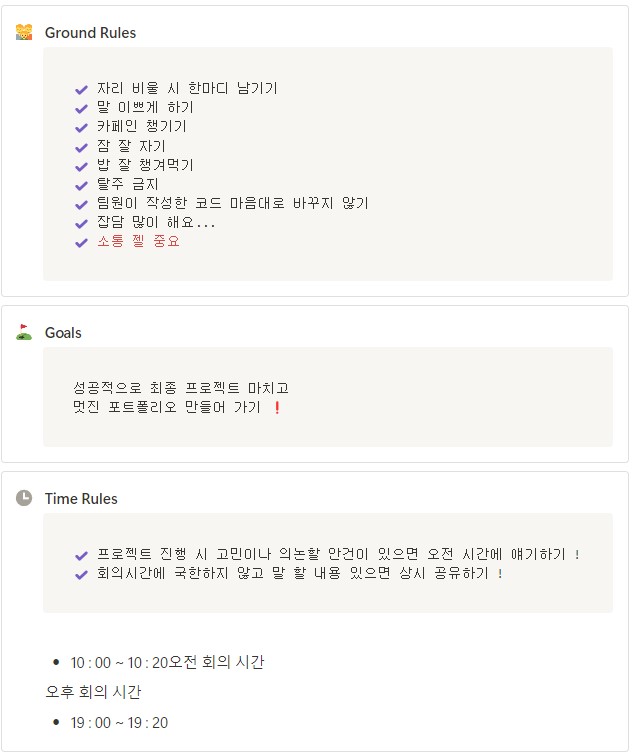 Ground Rules
자리 비울 시 한마디 남기기
말 이쁘게 하기
카페인 챙기기
잠 잘 자기
밥 잘 챙겨먹기
탈주 금지
팀원이 작성한 코드 마음대로 바꾸지 않기
잡담 많이 해요...
소통 젤 중요
Goals
성공적으로 최종 프로젝트 마치고
멋진 포트폴리오 만들어 가기 ❗
Time Rules
프로젝트 진행 시 고민이나 의논할 안건이 있으면 오전 시간에 얘기하기 !
회의시간에 국한하지 않고 말 할 내용 있으면 상시 공유하기 !
10 : 00 ~ 10 : 20오전 회의 시간
오후 회의 시간
19 : 00 ~ 19 : 20